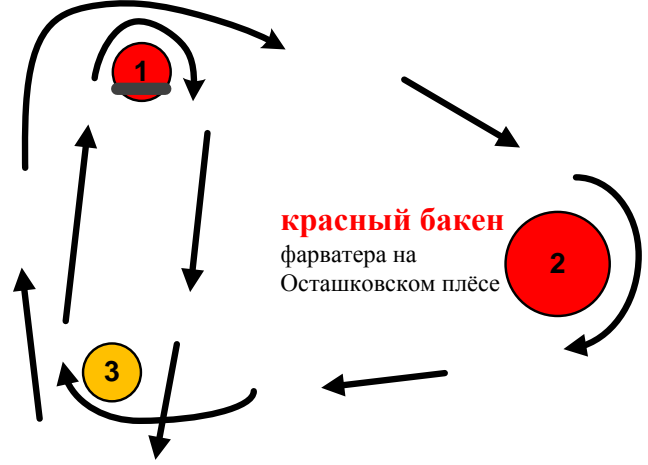 1
красный бакен
фарватера на
Осташковском плёсе
2
3